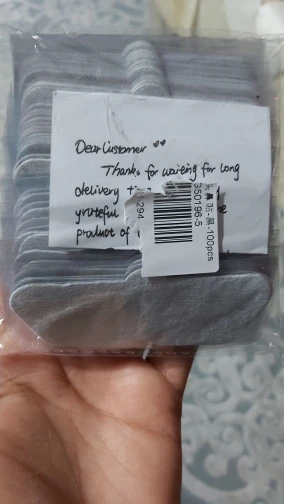 Dear Customer
Thanks for waiting for long
delivery
grateful
product of
350196-5
-100pcs
294